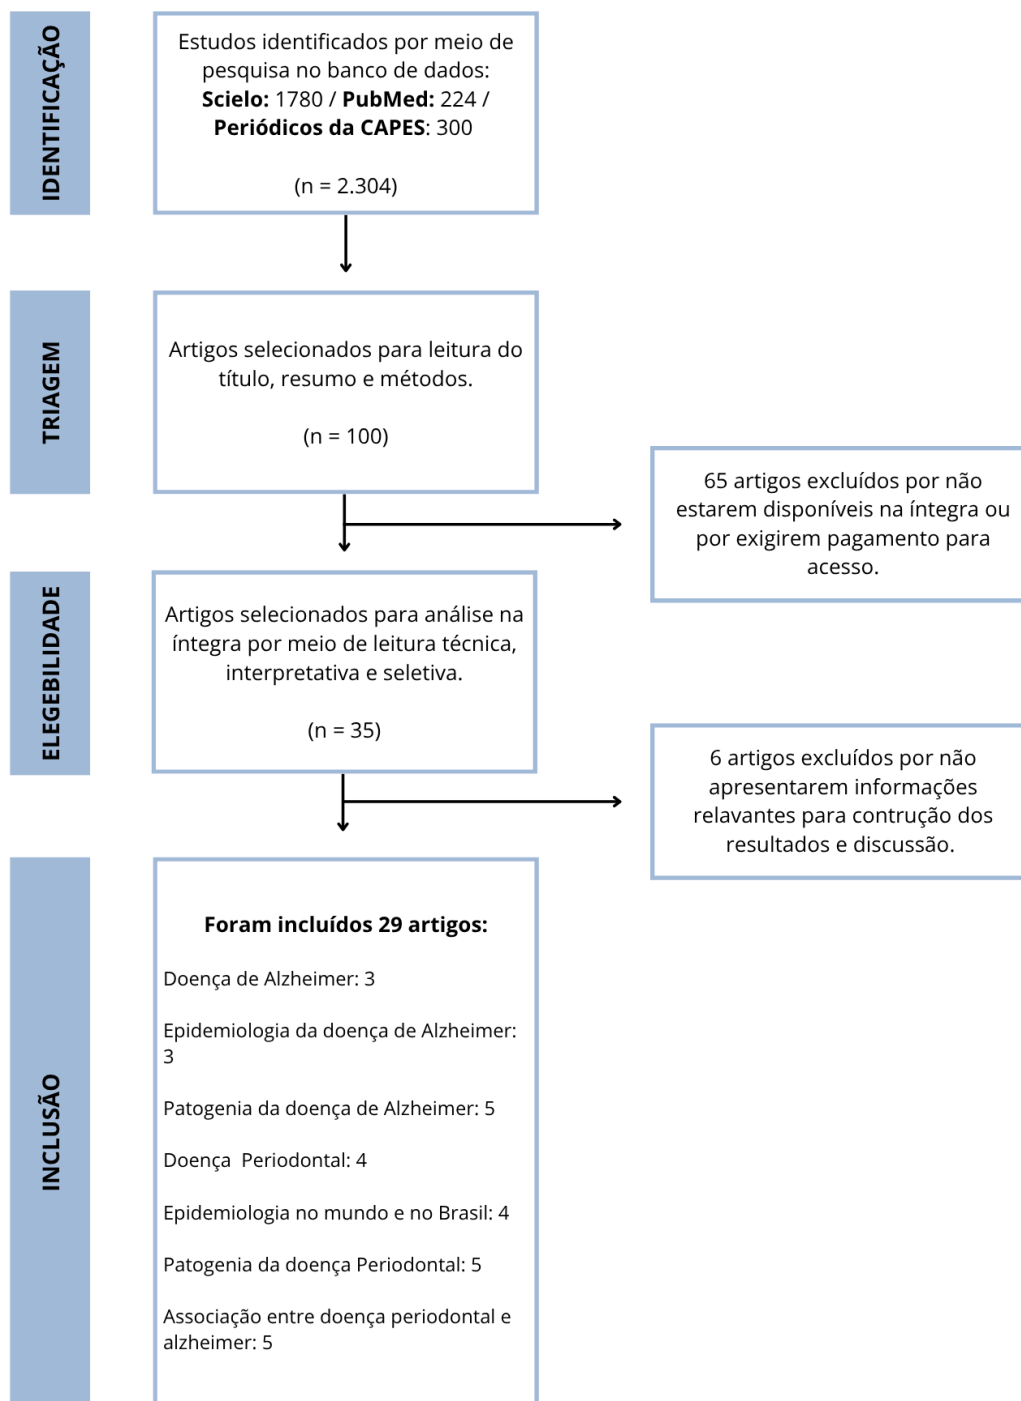 IDENTIFICAÇÃO
Estudos identificados por meio de
pesquisa no banco de dados:
Scielo: 1780 / PubMed: 224 /
Periódicos da CAPES: 300
(n = 2.304)
TRIAGEM
Artigos selecionados para leitura do
título, resumo e métodos.
(n = 100)
65 artigos excluídos por não
estarem disponíveis na íntegra ou
por exigirem pagamento para
acesso.
ELEGEBILIDADE
Artigos selecionados para análise na
íntegra por meio de leitura técnica,
interpretativa e seletiva.
(n = 35)
6 artigos excluídos por não
apresentarem informações
relavantes para contrução dos
resultados e discussão.
INCLUSÃO
Foram incluídos 29 artigos:
Doença de Alzheimer: 3
Epidemiologia da doença de Alzheimer:
3
Patogenia da doença de Alzheimer: 5
Doença  Periodontal: 4
Epidemiologia no mundo e no Brasil: 4
Patogenia da doença Periodontal: 5
Associação entre doença periodontal e
alzheimer: 5